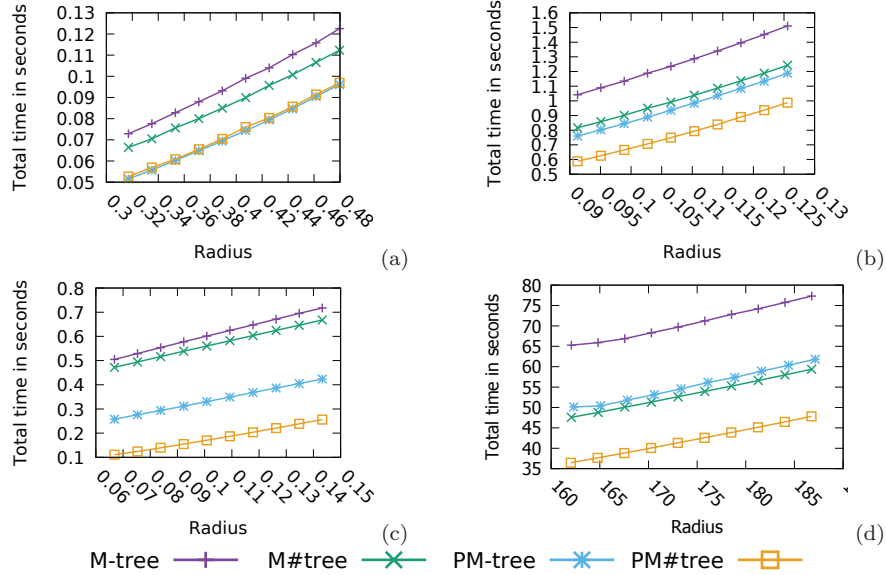 0.13
0.12
0.11
0.1
0.09
0.08
0.07
0.06
0.05
Total time in seconds
0.3 0.32 0.34 0.36 0.38 0.4 0.42 0.44 0.46 0.48
Radius
(a)
1.6
1.5
1.4
1.3
1.2
1.1
1
0.9
0.8
0.7
0.6
0.5
Total time in seconds
0.09 0.095 0.1 0.105 0.11 0.115 0.12 0.125 0.13
Radius
(b)
0.8
0.7
0.6
0.5
0.4
0.3
0.2
0.1
Total time in seconds
0.06 0.07 0.08 0.09 0.1 0.11 0.12 0.13 0.14 0.15
Radius
(c)
80
75
70
65
60
55
50
45
40
35
Total time in seconds
160 165 170 175 180 185
Radius
(d)
M-tree M#tree PM-tree PM#tree